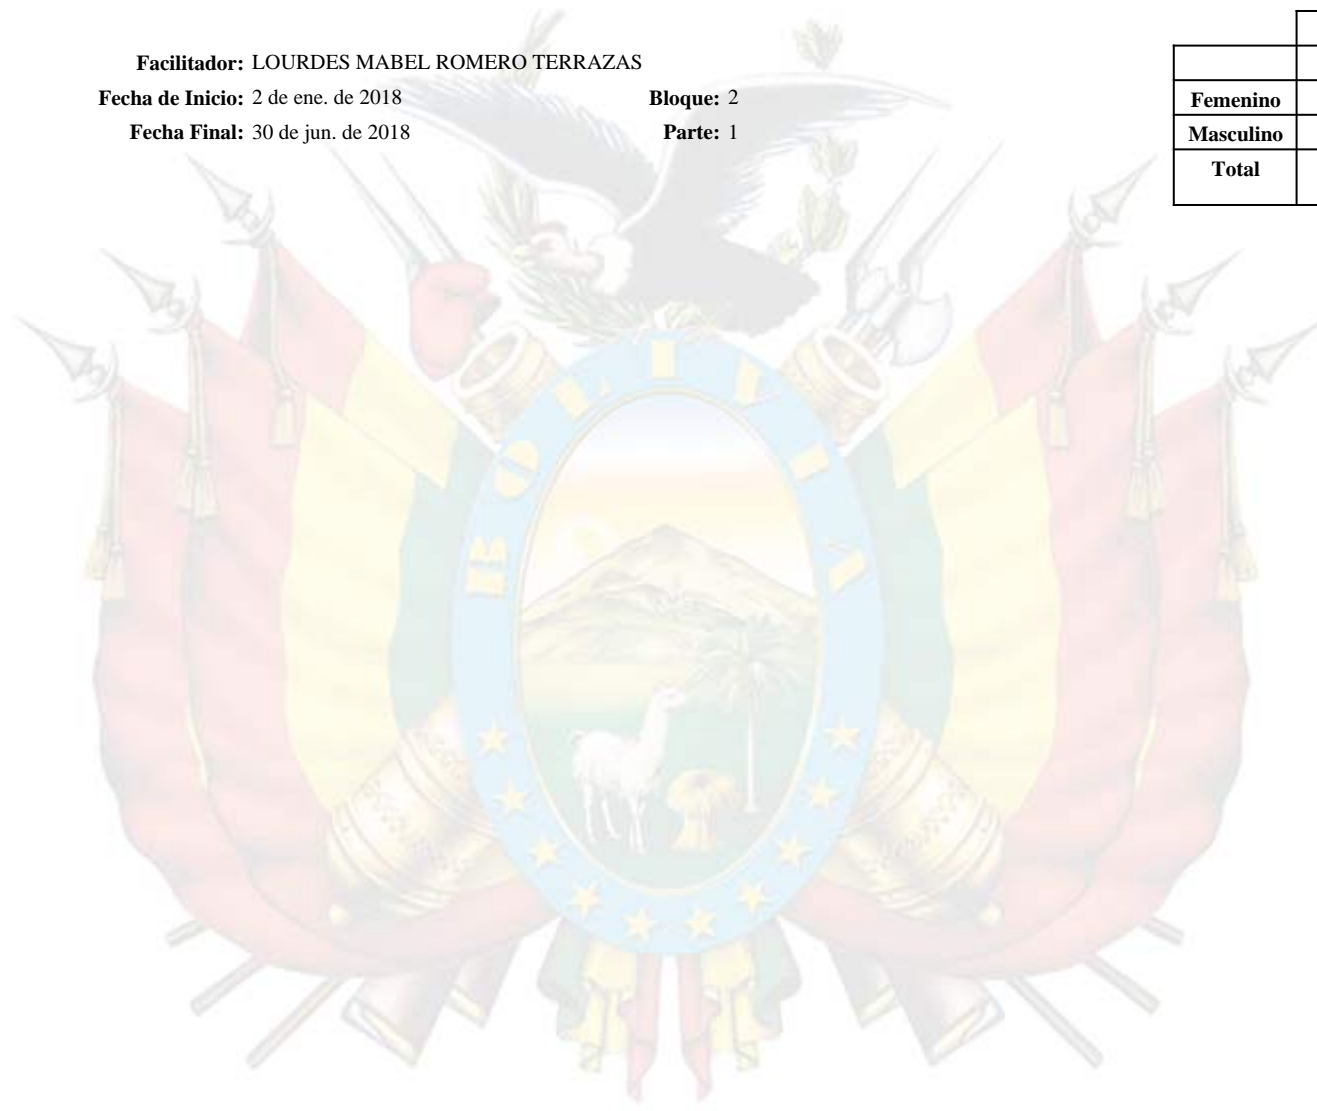 Facilitador: LOURDES MABEL ROMERO TERRAZAS
Fecha de Inicio: 2 de ene. de 2018 Bloque: 2
Fecha Final: 30 de jun. de 2018 Parte: 1
Femenino
Masculino
Total
BOLIVIA